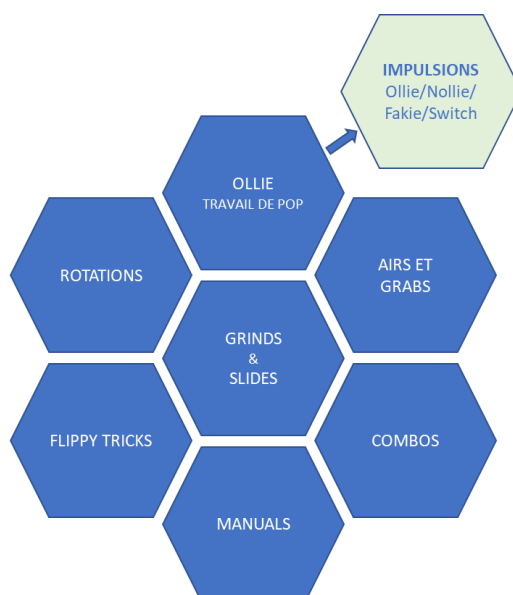 IMPULSIONS
Ollie/Nollie/
Fakie/Switch
OLLIE
TRAVAIL DE POP
ROTATIONS
AIRS ET
GRABS
GRINDS
&
SLIDES
FLIPPY TRICKS
COMBOS
MANUALS